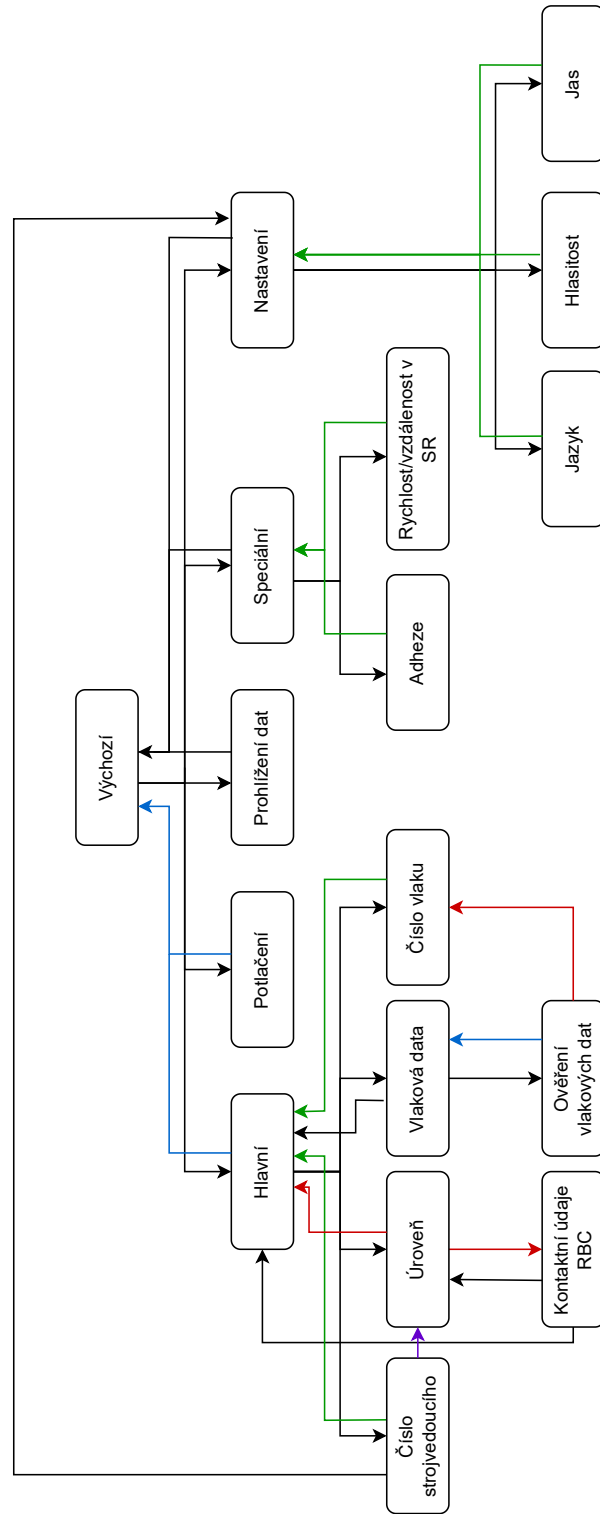 Výchozí
Hlavní
Potlačení
Prohlížení dat
Speciální
Nastavení
Číslo
strojvedoucího
Úroveň
Vlaková data
Číslo vlaku
Adheze
Rychlost/vzdálenost v
SR
Kontaktní údaje
RBC
Ověření
vlakových dat
Jazyk
Hlasitost
Jas